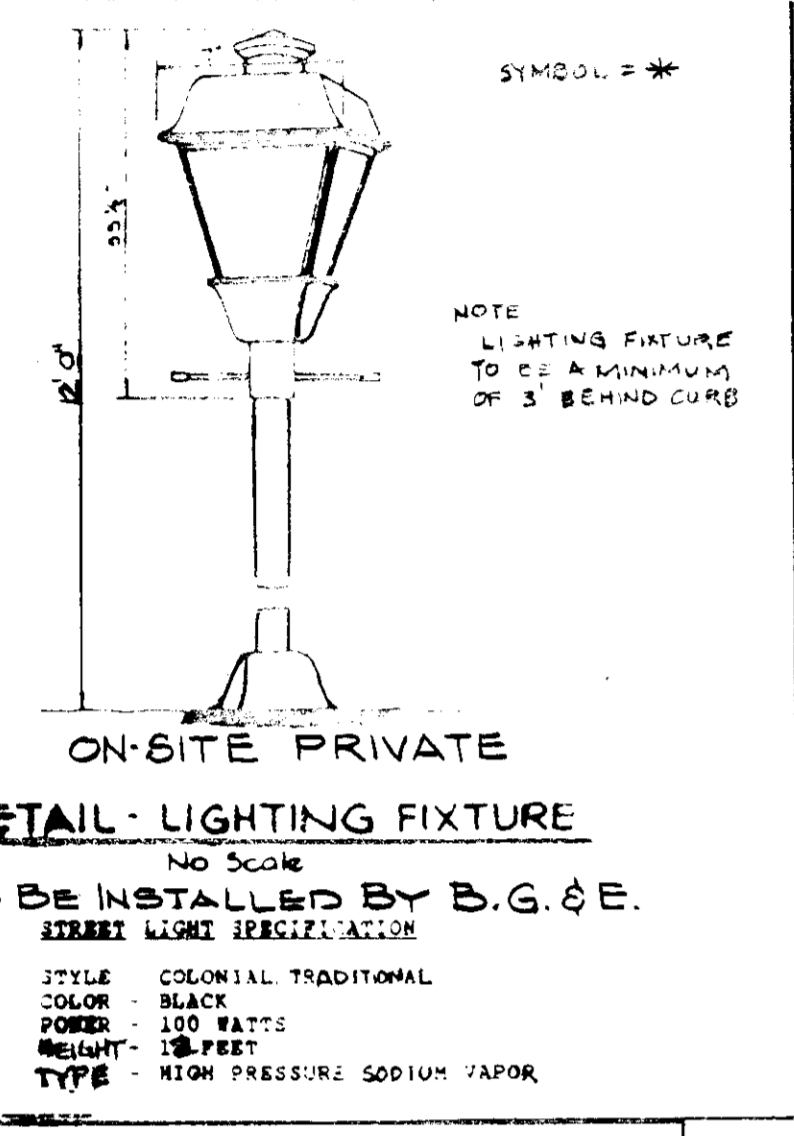 SYMBOL = *
12'0"
NOTE
LIGHTING FIXTURE
TO BE A MINIMUM
OF 3' BEHIND CURB
ON-SITE PRIVATE
ETAIL - LIGHTING FIXTURE
No Scale
BE INSTALLED BY B.G. & E.
STREET LIGHT SPECIFICATION
STYLE COLONIAL, TRADITIONAL
COLOR - BLACK
POWER - 100 WATTS
HEIGHT - 12 FEET
TYPE - HIGH PRESSURE SODIUM VAPOR